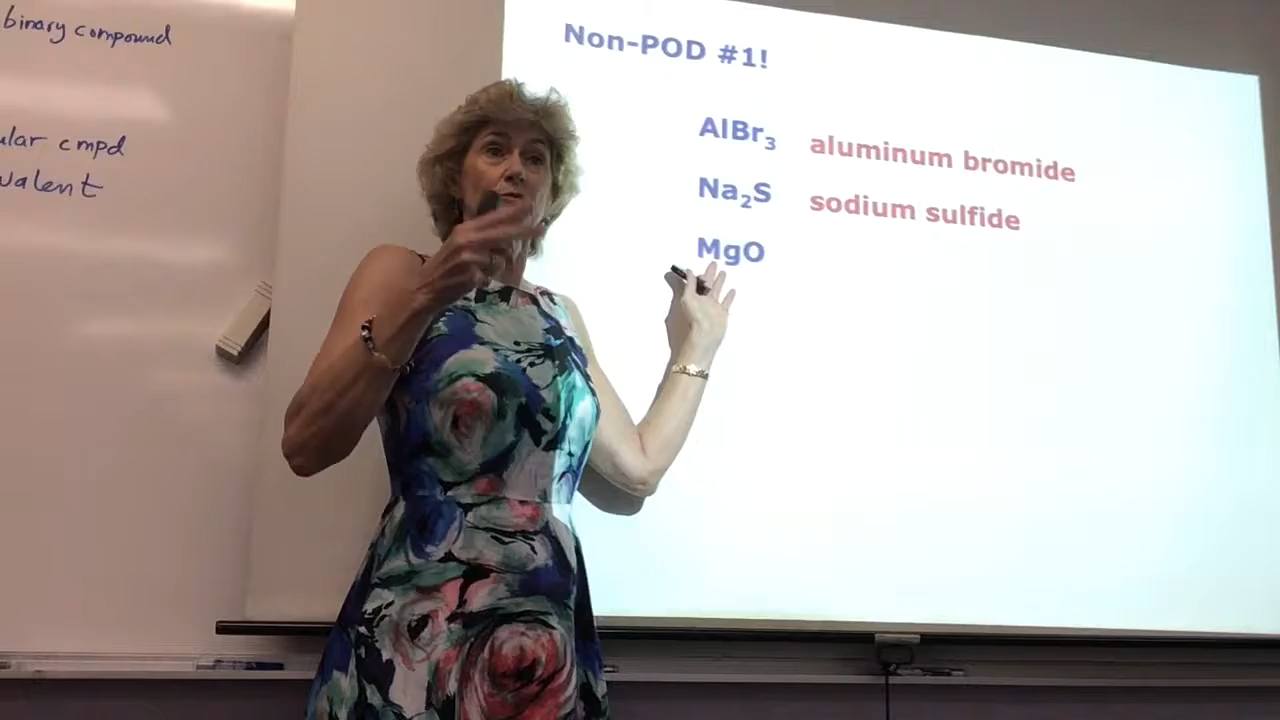 binary compound
ular cmpd
valent
Non-POD #1!
AlBr₃ aluminum bromide
Na₂S sodium sulfide
MgO